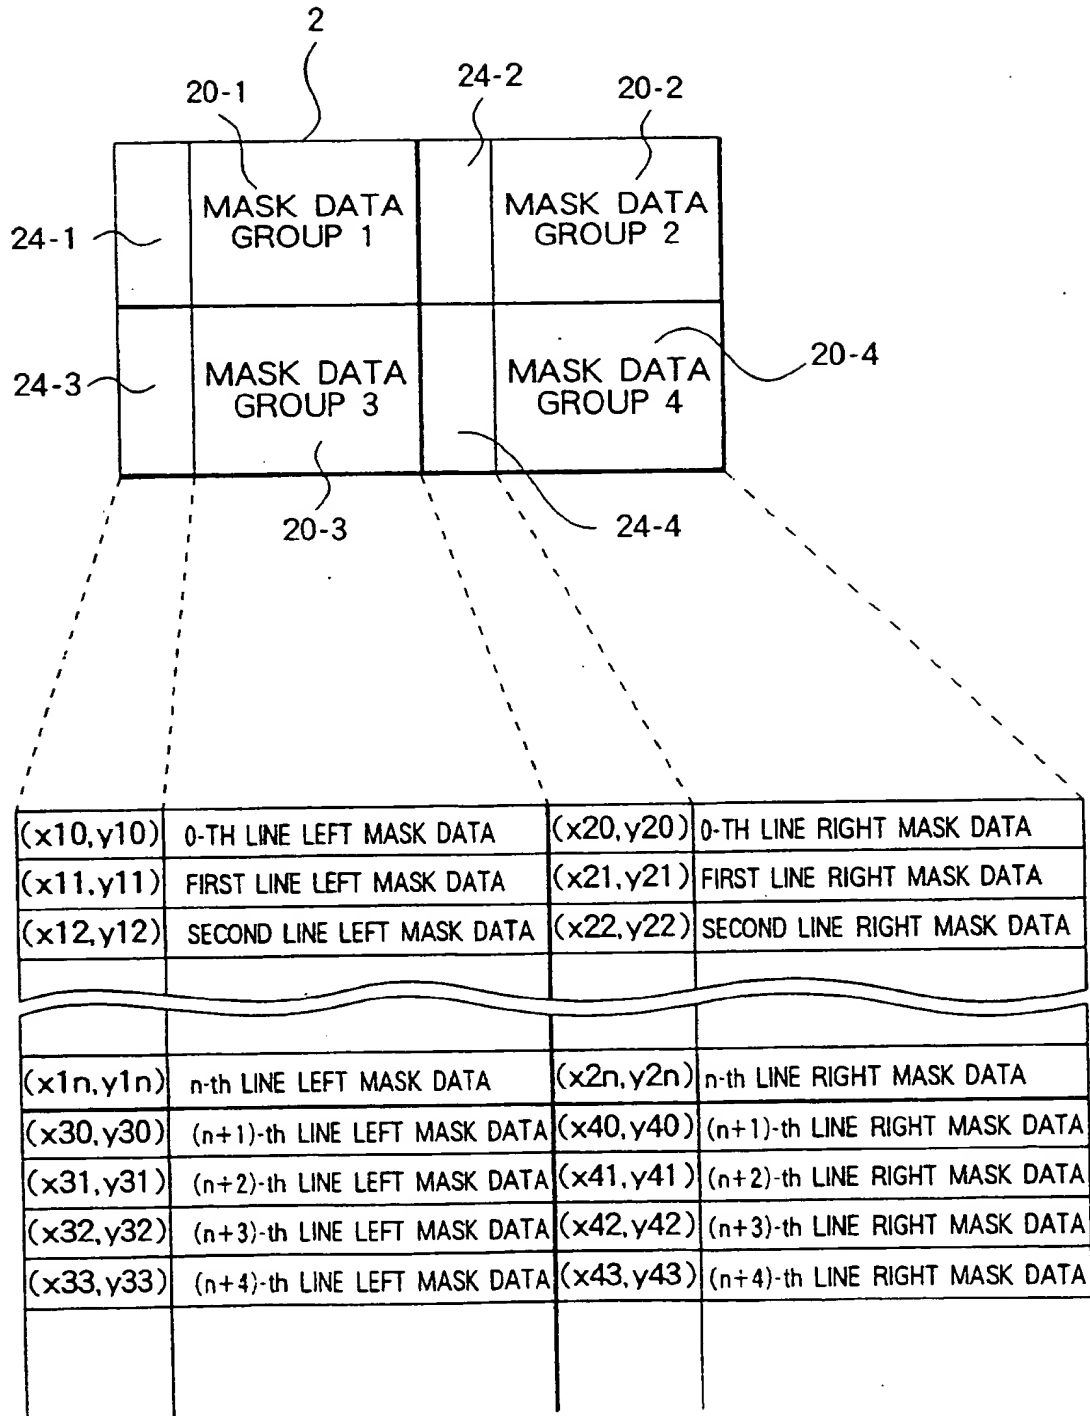 2
20-1
24-2
20-2
24-1
MASK DATA
GROUP 1
MASK DATA
GROUP 2
24-3
MASK DATA
GROUP 3
MASK DATA
GROUP 4
20-4
20-3
24-4
(x10,y10) 0-TH LINE LEFT MASK DATA (x20,y20) 0-TH LINE RIGHT MASK DATA
(x11,y11) FIRST LINE LEFT MASK DATA (x21,y21) FIRST LINE RIGHT MASK DATA
(x12,y12) SECOND LINE LEFT MASK DATA (x22,y22) SECOND LINE RIGHT MASK DATA
(x1n,y1n) n-th LINE LEFT MASK DATA (x2n,y2n) n-th LINE RIGHT MASK DATA
(x30,y30) (n+1)-th LINE LEFT MASK DATA (x40,y40) (n+1)-th LINE RIGHT MASK DATA
(x31,y31) (n+2)-th LINE LEFT MASK DATA (x41,y41) (n+2)-th LINE RIGHT MASK DATA
(x32,y32) (n+3)-th LINE LEFT MASK DATA (x42,y42) (n+3)-th LINE RIGHT MASK DATA
(x33,y33) (n+4)-th LINE LEFT MASK DATA (x43,y43) (n+4)-th LINE RIGHT MASK DATA